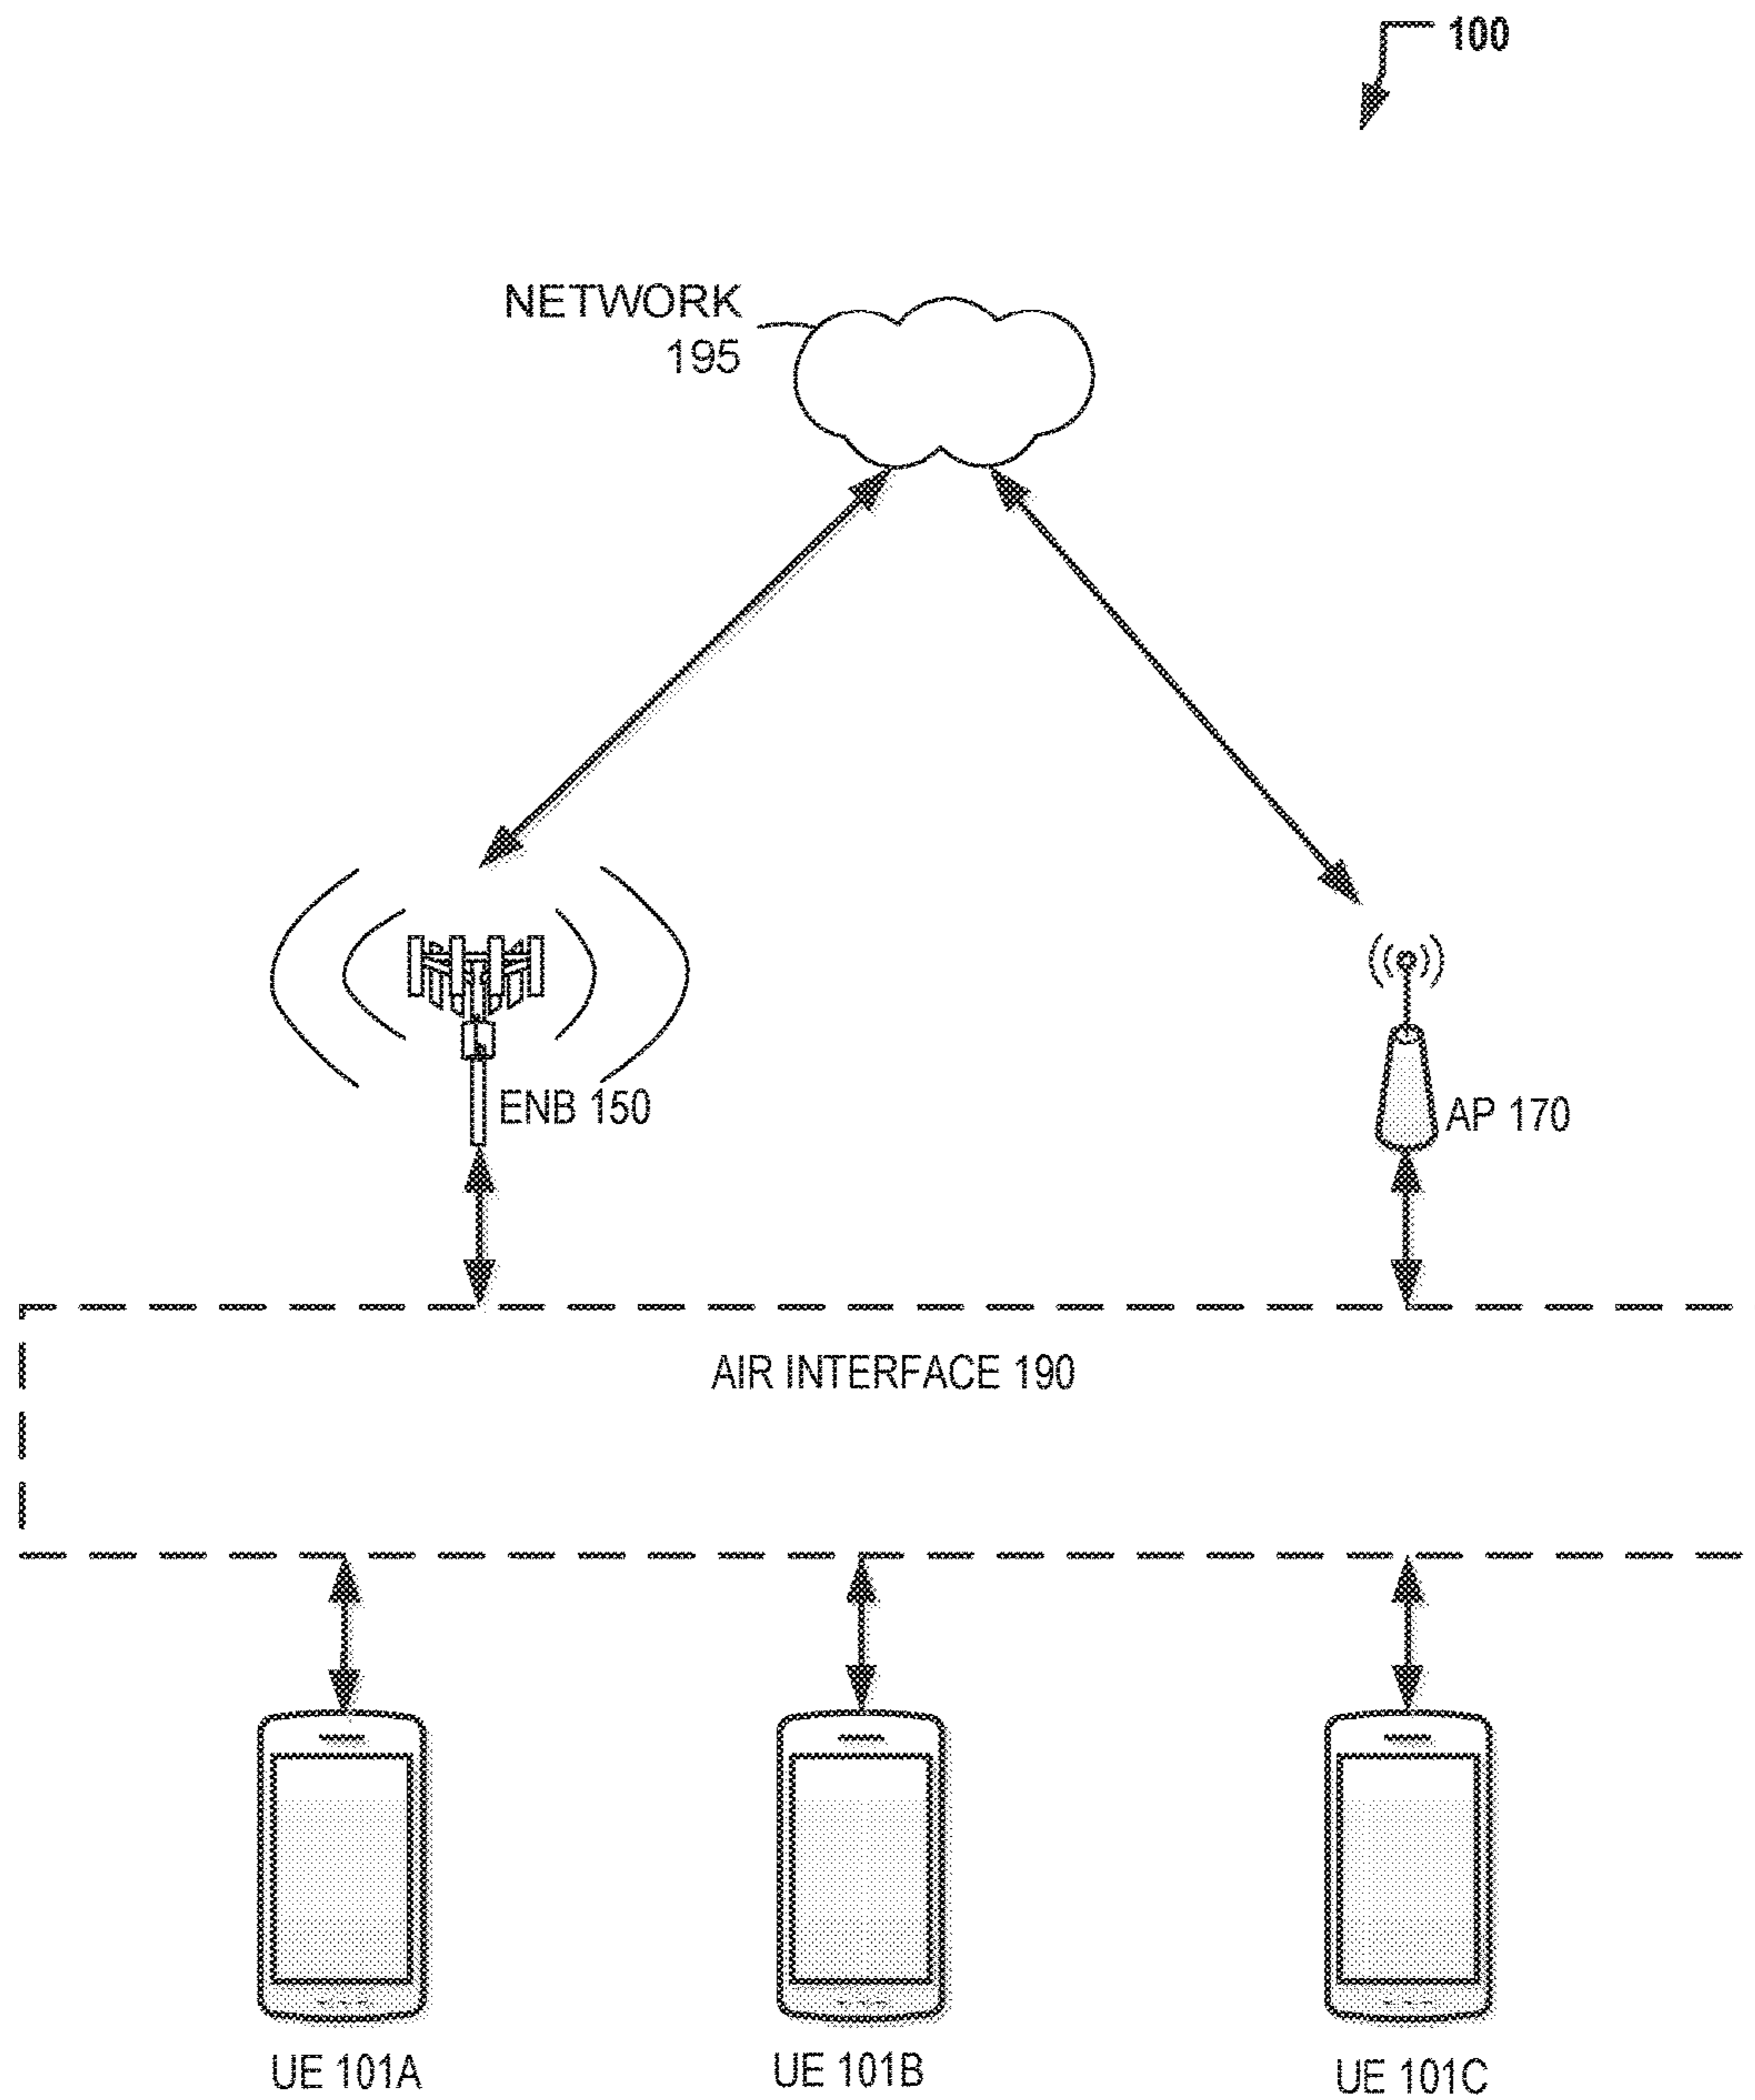 100
NETWORK
195
ENB 150
AP 170
AIR INTERFACE 190
UE 101A
UE 101B
UE 101C